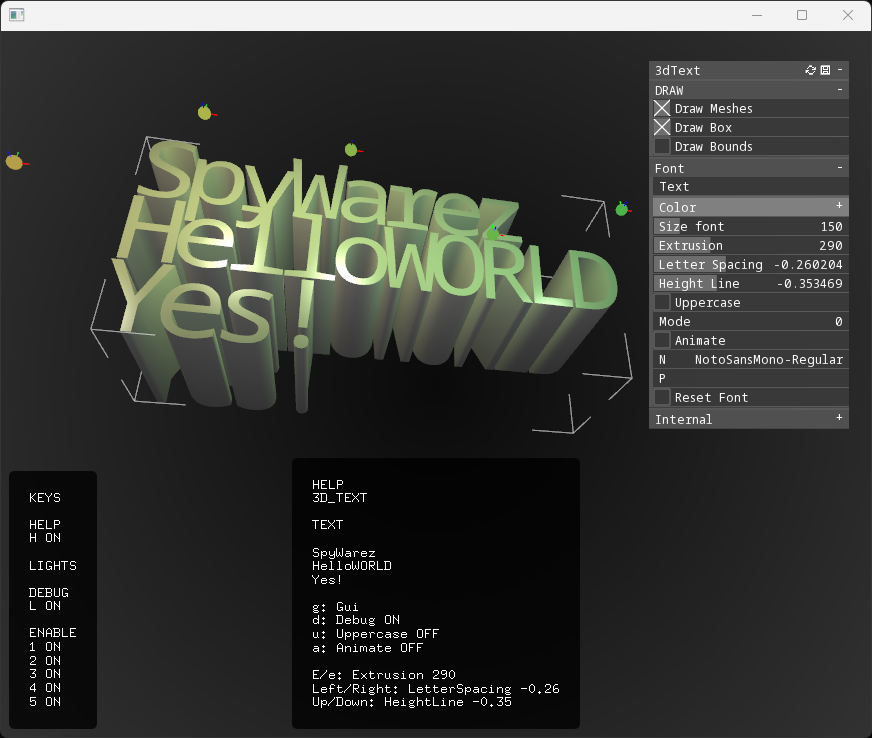 SpyWarez
HelloWORLD
Yes!
3dText
-
DRAW
-
Draw Meshes
Draw Box
Draw Bounds
Font
-
Text
Color
+
Size font 150
Extrusion 290
Letter Spacing -0.260204
Height Line -0.353469
Uppercase
Mode 0
Animate
N NotoSansMono-Regular
P
Reset Font
Internal
+
KEYS
HELP
H ON
LIGHTS
DEBUG
L ON
ENABLE
1 ON
2 ON
3 ON
4 ON
5 ON
HELP
3D_TEXT
TEXT
SpyWarez
HelloWORLD
Yes!
g: Gui
d: Debug ON
u: Uppercase OFF
a: Animate OFF
E/e: Extrusion 290
Left/Right: LetterSpacing -0.26
Up/Down: HeightLine -0.35